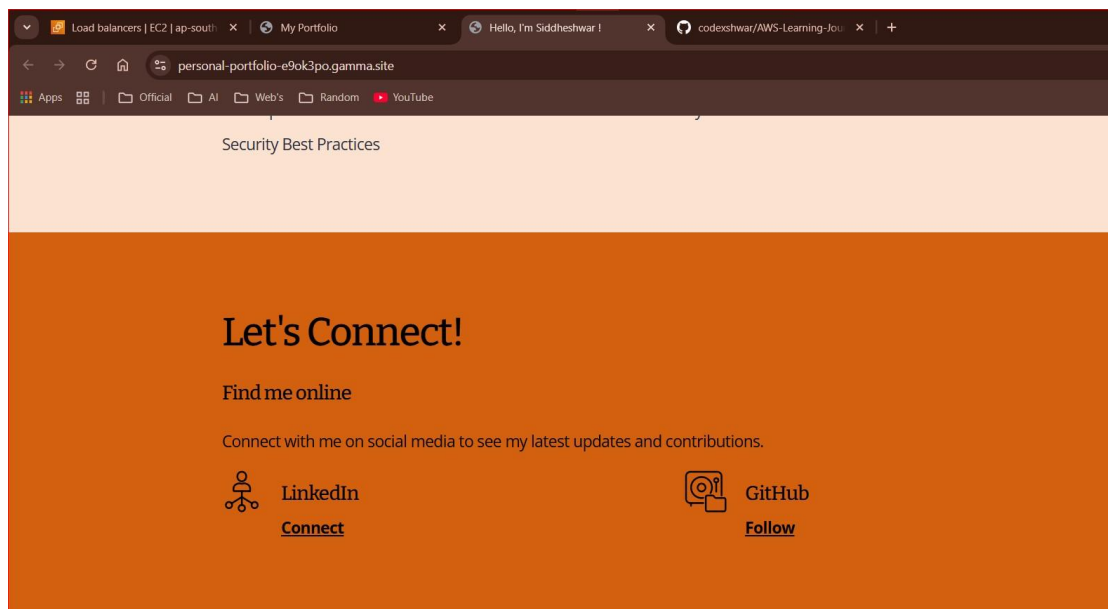 Load balancers | EC2 | ap-south
My Portfolio
Hello, I'm Siddheshwar !
codexshwar/AWS-Learning-Jou
personal-portfolio-e9ok3po.gamma.site
Apps
Official
AI
Web's
Random
YouTube
Security Best Practices
Let's Connect!
Find me online
Connect with me on social media to see my latest updates and contributions.
LinkedIn
GitHub
Connect
Follow